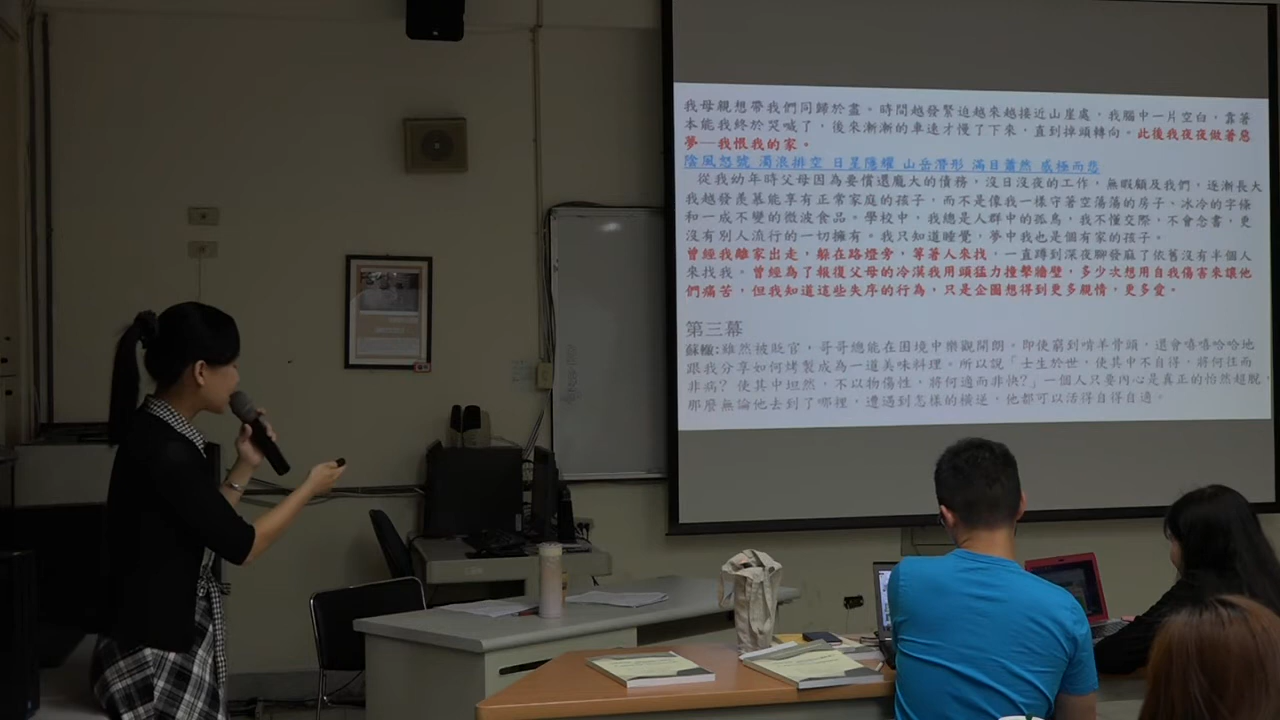 我母親想帶我們同歸於盡。時間越發緊迫越來越接近山崖處，我腦中一片空白，靠著
本能我終於哭喊了，後來漸漸的車速才慢了下來，直到掉頭轉向。此後我夜夜做著惡
夢─我恨我的家。
陰風怒號 濁浪排空 日星隱耀 山岳潛形 滿目蕭然 感極而悲
從我幼年時父母因為要償還龐大的債務，沒日沒夜的工作，無暇顧及我們，逐漸長大
我越發羨慕能享有正常家庭的孩子，而不是像我一樣守著空蕩蕩的房子、冰冷的字條
和一成不變的微波食品。學校中，我總是人群中的孤鳥，我不懂交際，不會念書，更
沒有別人流行的一切擁有。我只知道睡覺，夢中我也是個有家的孩子。
曾經我離家出走，躲在路燈旁，等著人來找。一直蹲到深夜腳發麻了依舊沒有半個人
來找我。曾經為了報復父母的冷漠我用頭猛力撞擊牆壁，多少次想用自我傷害來讓他
們痛苦，但我知道這些失序的行為，只是企圖想得到更多親情，更多愛。
第三幕
蘇轍:雖然被貶官，哥哥總能在困境中樂觀開朗。即使窮到啃羊骨頭，還會嘻嘻哈哈地
跟我分享如何烤製成為一道美味料理。所以說「士生於世，使其中不自得，將何往而
非病？使其中坦然，不以物傷性，將何適而非快?」一個人只要內心是真正的怡然超脫，
那麼無論他去到了哪裡，遭遇到怎樣的橫逆，他都可以活得自得自適。